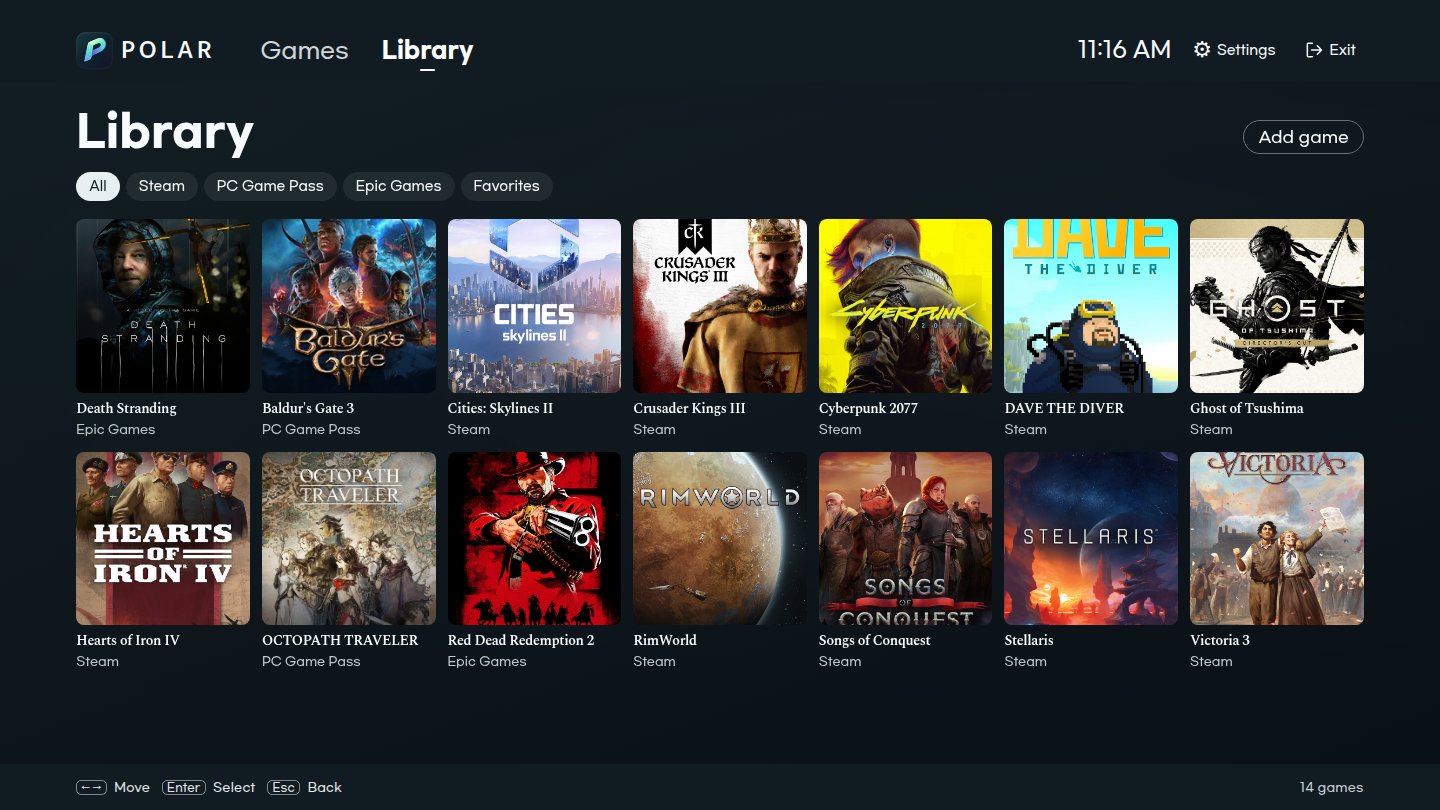 POLAR Games Library 11:16 AM Settings Exit
Library
Add game
All Steam PC Game Pass Epic Games Favorites
DEATH
STRANDING
BALDUR'S
GATE
III
CITIES
skylines II
CRUSADER
KINGS III
Cyberpunk
2077
DAVE
THE DIVER
GHOST
OF TSUSHIMA
DIRECTOR'S CUT
Death Stranding
Epic Games
Baldur's Gate 3
PC Game Pass
Cities: Skylines II
Steam
Crusader Kings III
Steam
Cyberpunk 2077
Steam
DAVE THE DIVER
Steam
Ghost of Tsushima
Steam
HEARTS
OF
IRON IV
OCTOPATH
TRAVELER
RIMWORLD
SONGS
OF
CONQUEST
STELLARIS
VICTORIA
Hearts of Iron IV
Steam
OCTOPATH TRAVELER
PC Game Pass
Red Dead Redemption 2
Epic Games
RimWorld
Steam
Songs of Conquest
Steam
Stellaris
Steam
Victoria 3
Steam
←→ Move Enter Select Esc Back
14 games